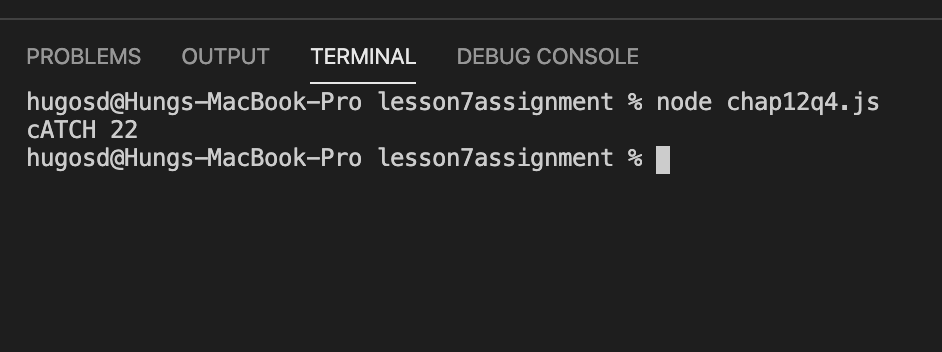 PROBLEMS OUTPUT TERMINAL DEBUG CONSOLE
hugosd@Hungs-MacBook-Pro lesson7assignment % node chap12q4.js
cATCH 22
hugosd@Hungs-MacBook-Pro lesson7assignment %